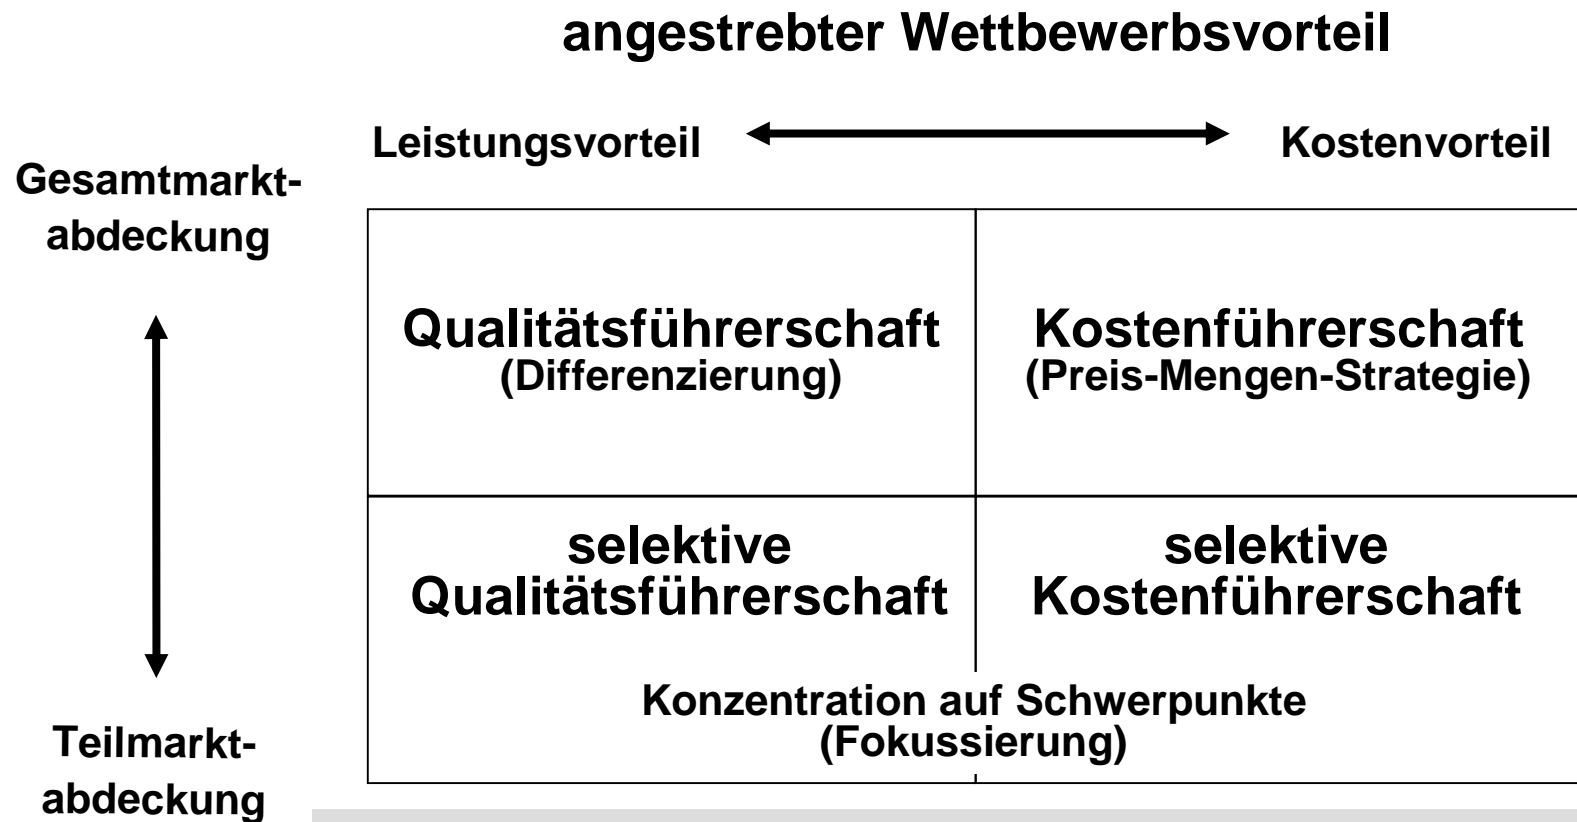 angestrebter Wettbewerbsvorteil
Leistungsvorteil
Kostenvorteil
Gesamtmarkt-
abdeckung
Qualitätsführerschaft
(Differenzierung)
Kostenführerschaft
(Preis-Mengen-Strategie)
selektive
Qualitätsführerschaft
selektive
Kostenführerschaft
Konzentration auf Schwerpunkte
(Fokussierung)
Teilmarkt-
abdeckung